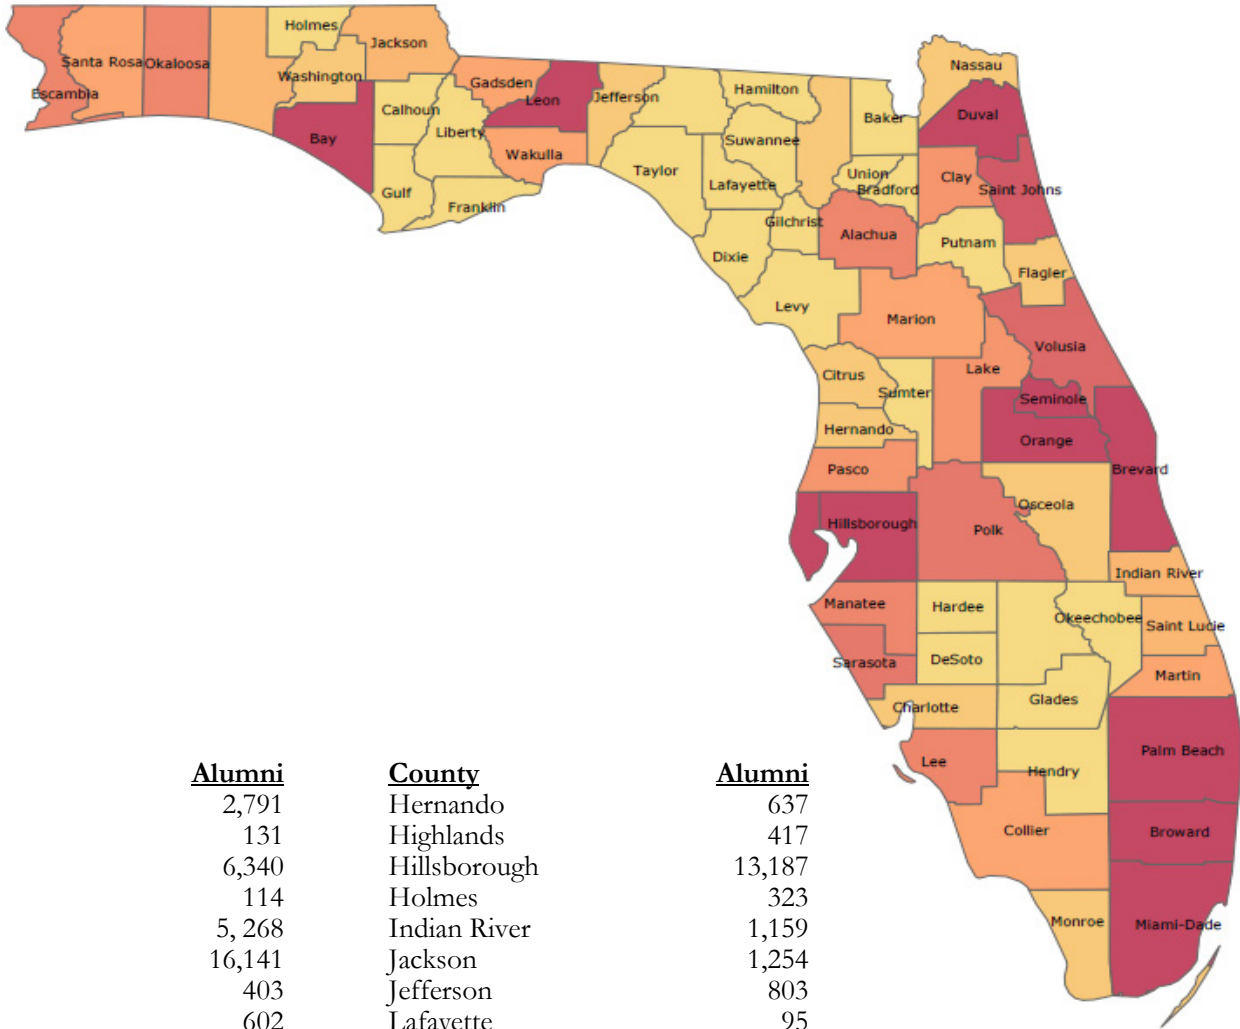 Holmes
Jackson
Santa Rosa
Okaloosa
Washington
Escambia
Gadsden
Leon
Jefferson
Hamilton
Nassau
Calhoun
Liberty
Bay
Wakulla
Suwannee
Baker
Duval
Taylor
Lafayette
Union
Bradford
Clay
Saint Johns
Gulf
Franklin
Gilchrist
Alachua
Putnam
Dixie
Flagler
Levy
Marion
Volusia
Citrus
Sumter
Lake
Seminole
Hernando
Orange
Pasco
Brevard
Hillsborough
Polk
Osceola
Indian River
Manatee
Hardee
Okeechobee
Saint Lucie
Sarasota
DeSoto
Martin
Charlotte
Glades
Lee
Hendry
Palm Beach
Collier
Broward
Monroe
Miami-Dade
Alumni County Alumni
2,791 Hernando 637
131 Highlands 417
6,340 Hillsborough 13,187
114 Holmes 323
5, 268 Indian River 1,159
16,141 Jackson 1,254
403 Jefferson 803
602 Lafayette 95